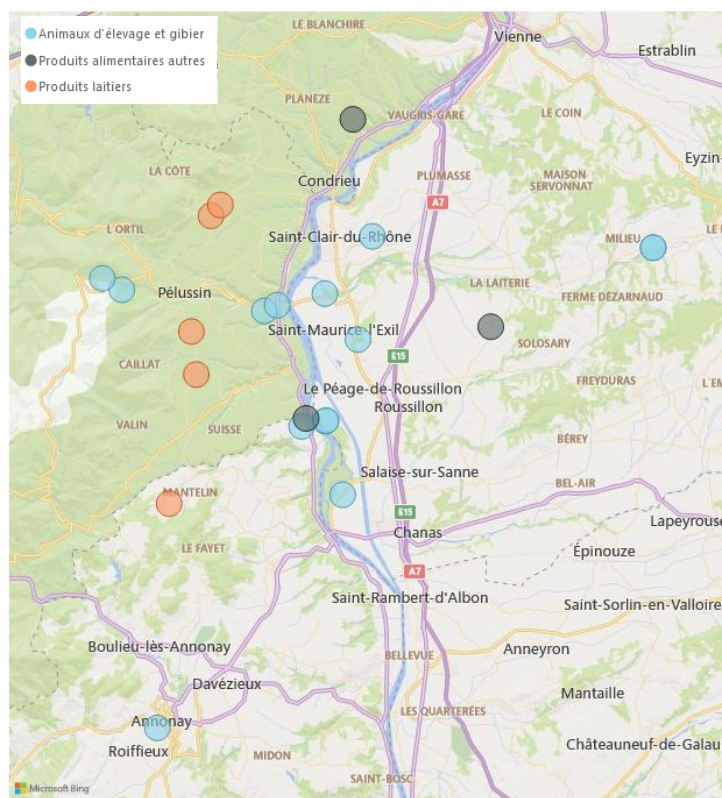 LE BLANCHIRE
Vienne
Animaux d'élevage et gibier
Estrablin
Produits alimentaires autres
Produits laitiers
PLANÈZE
VAUGRIS-GARE
LE COIN
Eyzin-
LA CÔTE
Condrieu
PLUMASSE
MAISON
SERVONNAT
A7
L'ORTIL
Saint-Clair-du-Rhône
MILIEU
LE
Pélussin
LA LAITERIE
FERME DÉZARNAUD
Saint-Maurice-l'Exil
SOLOSARY
E15
CAILLAT
Le Péage-de-Roussillon
FREYDURAS
L'EM
Roussillon
VALIN
SUISSE
BÉREY
Salaise-sur-Sanne
BEL-AIR
MANTELIN
E15
Lapeyrouse
Chanas
LE FAYET
Épinouze
A7
Saint-Rambert-d'Albon
Saint-Sorlin-en-Valloire
Boulieu-lès-Annonay
Anneyron
BELLEVUE
Davézieux
Mantaille
LES QUARTERÉES
Annonay
Roiffieux
Châteauneuf-de-Galau
MIDON
SAINT-BOSC
Microsoft Bing